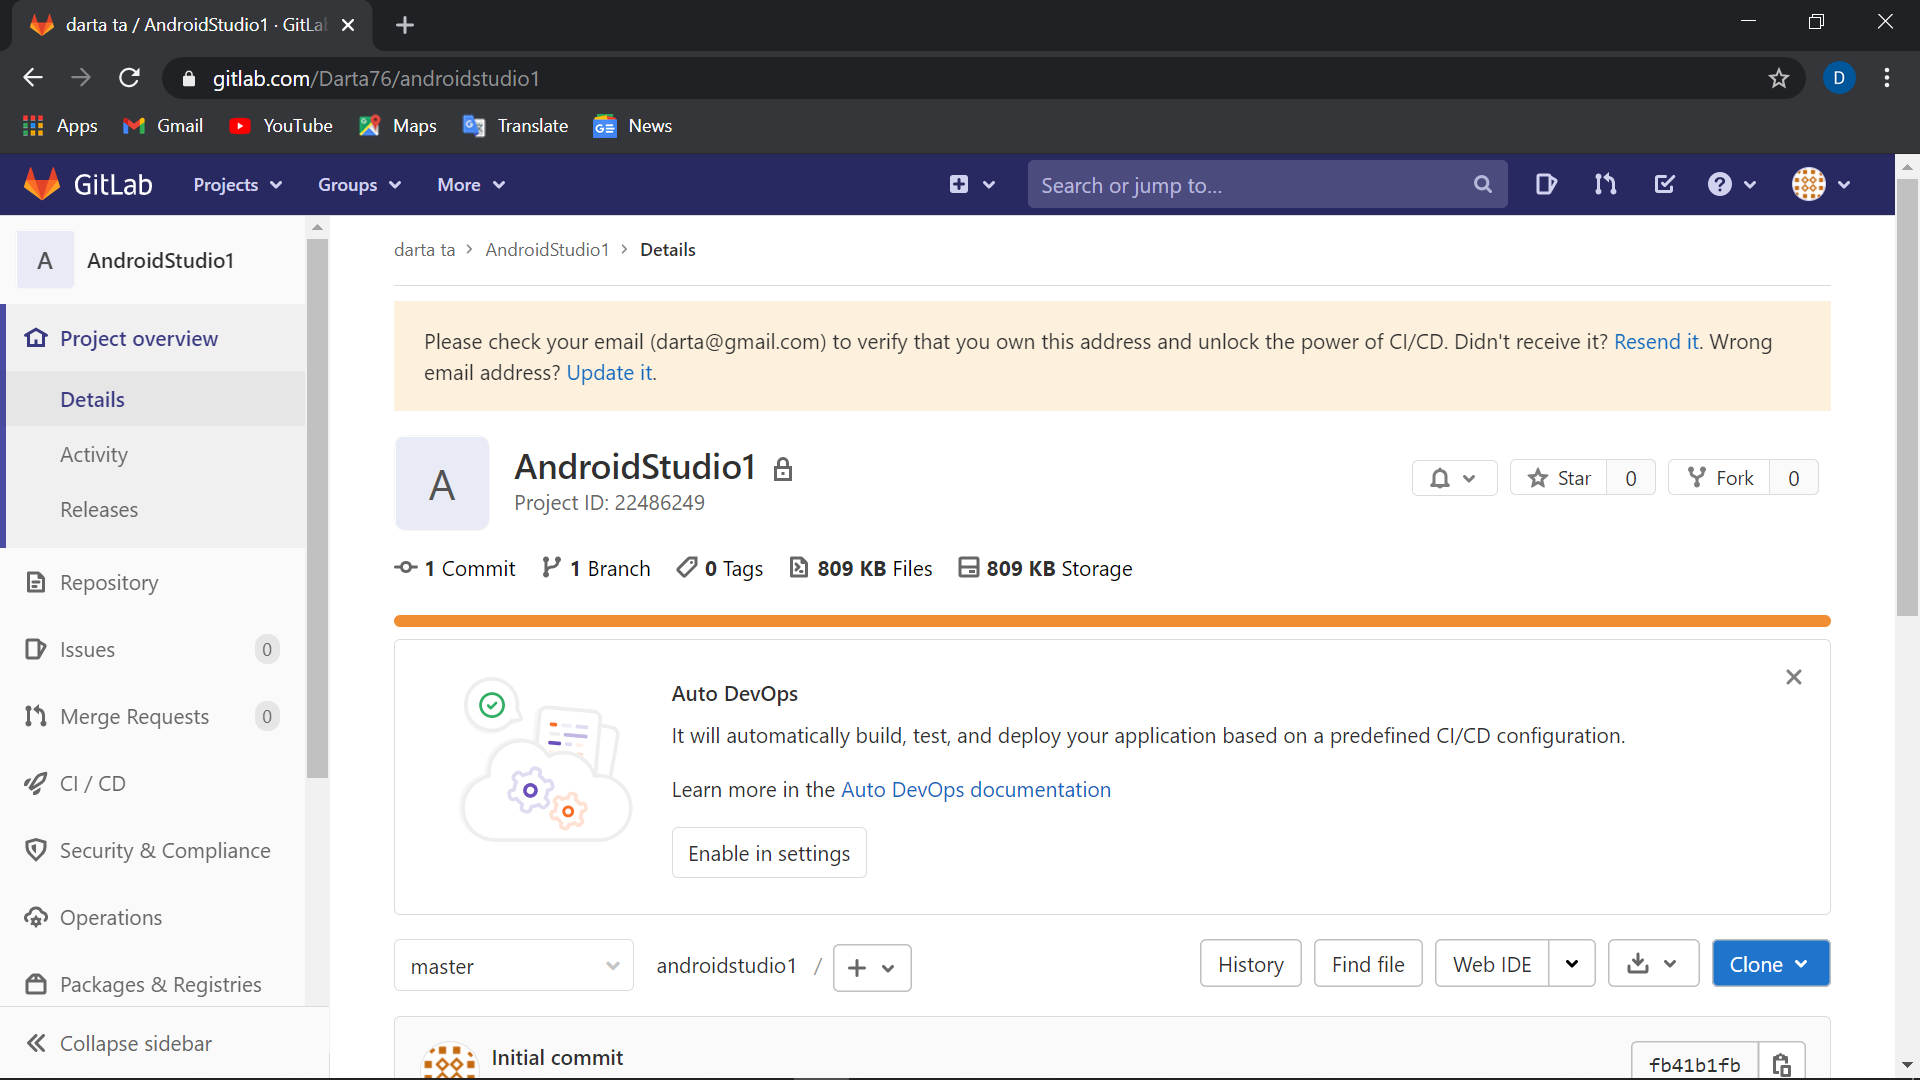 darta ta / AndroidStudio1 · GitLa
gitlab.com/Darta76/androidstudio1
D
Apps
Gmail
YouTube
Maps
Translate
News
GitLab
Projects
Groups
More
Search or jump to...
A
AndroidStudio1
Project overview
Details
Activity
Releases
Repository
Issues 0
Merge Requests 0
CI / CD
Security & Compliance
Operations
Packages & Registries
Collapse sidebar
darta ta > AndroidStudio1 > Details
Please check your email (darta@gmail.com) to verify that you own this address and unlock the power of CI/CD. Didn't receive it? Resend it. Wrong
email address? Update it.
A
AndroidStudio1
Project ID: 22486249
Star 0
Fork 0
1 Commit
1 Branch
0 Tags
809 KB Files
809 KB Storage
Auto DevOps
It will automatically build, test, and deploy your application based on a predefined CI/CD configuration.
Learn more in the Auto DevOps documentation
Enable in settings
master
androidstudio1 /
History
Find file
Web IDE
Clone
Initial commit
fb41b1fb